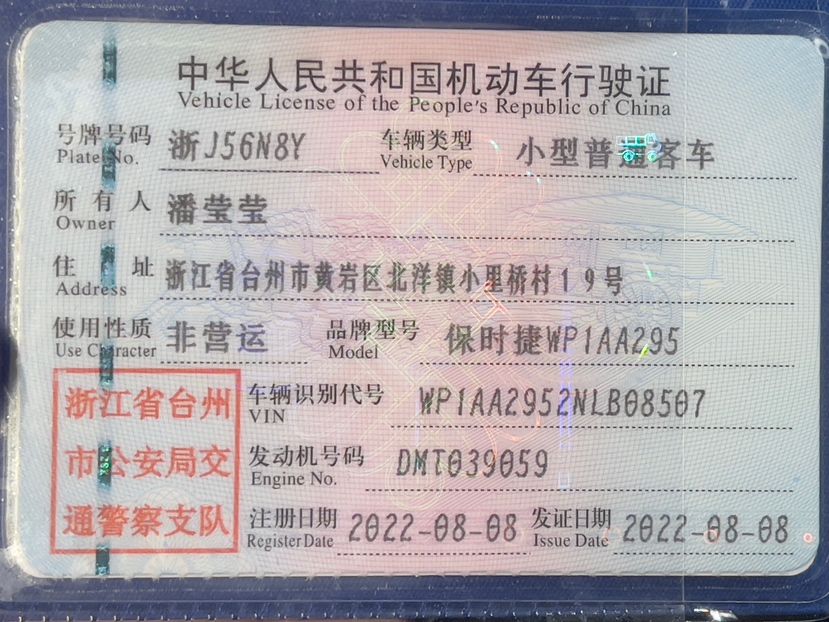 中华人民共和国机动车行驶证
Vehicle License of the People's Republic of China
号牌号码 浙J56N8Y 车辆类型 小型普通客车
Plate No. Vehicle Type
所有人 潘莹莹
Owner
住址 浙江省台州市黄岩区北洋镇小里桥村19号
Address
使用性质 非营运 品牌型号 保时捷WP1AA295
Use Character Model
浙江省台州 车辆识别代号 WP1AA2952NLB08507
VIN
市公安局交 发动机号码 DMT039059
Engine No.
通警察支队 注册日期 2022-08-08 发证日期 2022-08-08
Register Date Issue Date